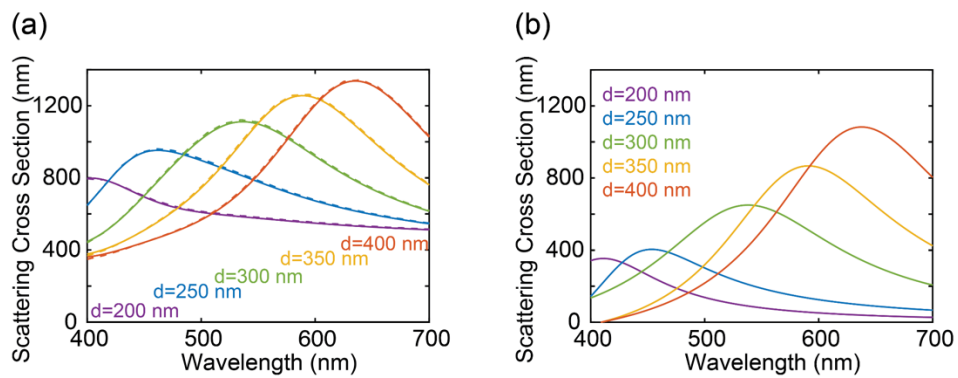 (a)
Scattering Cross Section (nm)
1200
800
400
0
d=400 nm
d=350 nm
d=300 nm
d=250 nm
d=200 nm
400 500 600 700
Wavelength (nm)
(b)
Scattering Cross Section (nm)
1200
800
400
0
d=200 nm
d=250 nm
d=300 nm
d=350 nm
d=400 nm
400 500 600 700
Wavelength (nm)